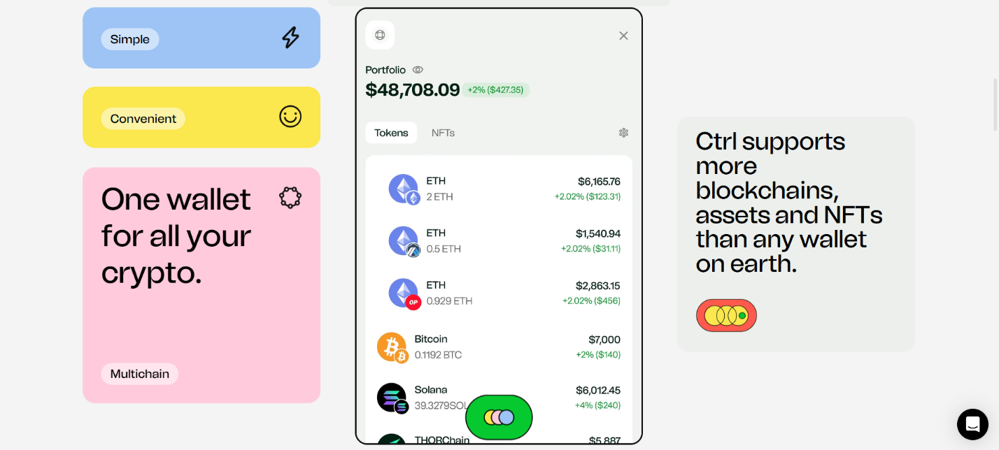 Simple
Convenient
One wallet
for all your
crypto.
Multichain
Portfolio
$48,708.09 +2% ($427.35)
Tokens NFTs
ETH $6,165.76
2 ETH +2.02% ($123.31)
ETH $1,540.94
0.5 ETH +2.02% ($31.11)
ETH $2,863.15
OP 0.929 ETH +2.02% ($456)
Bitcoin $7,000
0.1192 BTC +2% ($140)
Solana $6,012.45
39.3279SOL +4% ($240)
THORChain $5,887
Ctrl supports
more
blockchains,
assets and NFTs
than any wallet
on earth.